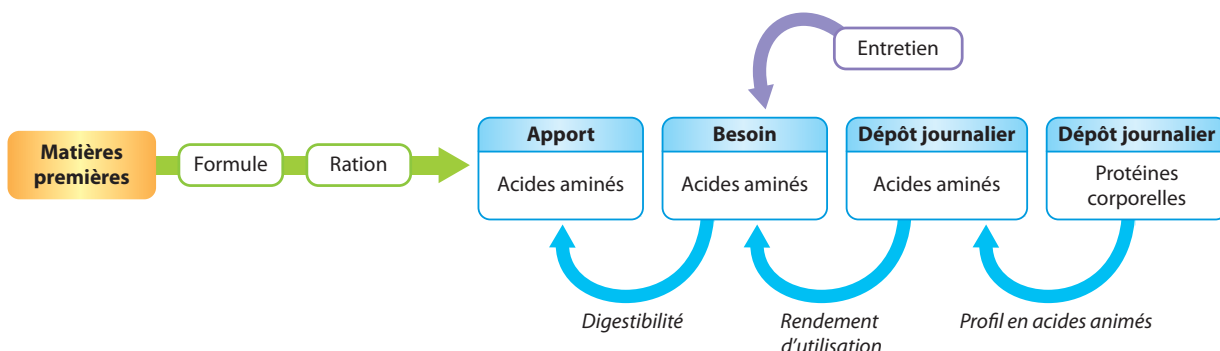 Entretien
Matières
premières
Formule
Ration
Apport
Acides aminés
Besoin
Acides aminés
Dépôt journalier
Acides aminés
Dépôt journalier
Protéines
corporelles
Digestibilité
Rendement
d'utilisation
Profil en acides animés